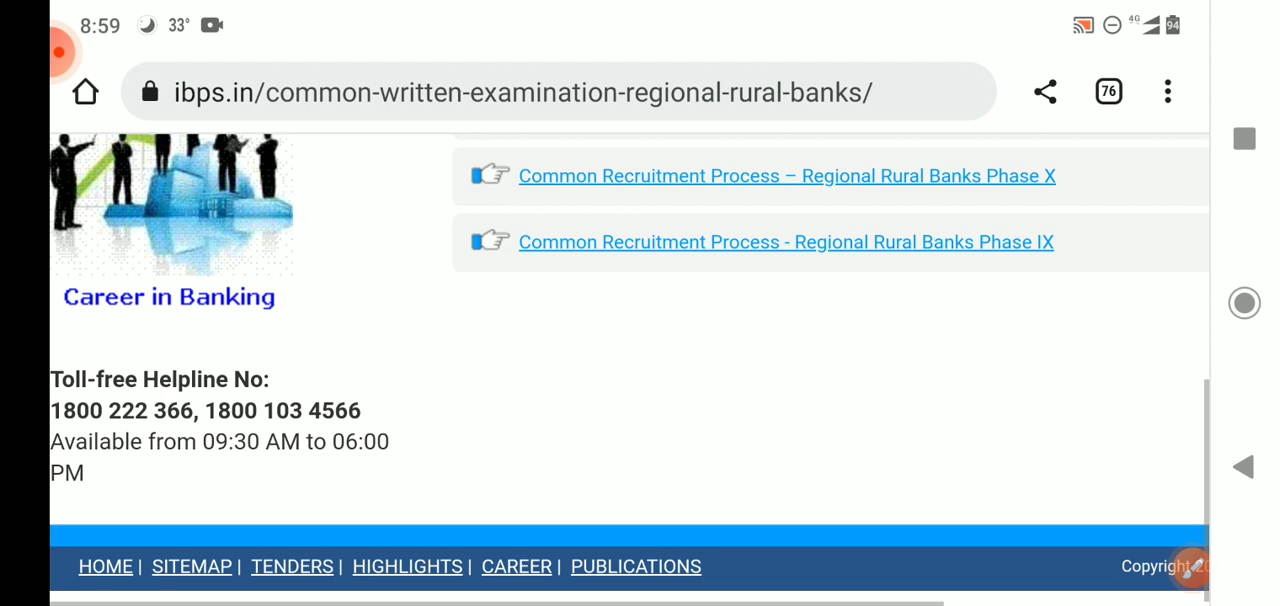 8:59 33° 4G 94
ibps.in/common-written-examination-regional-rural-banks/ 76
Common Recruitment Process – Regional Rural Banks Phase X
Common Recruitment Process - Regional Rural Banks Phase IX
Career in Banking
Toll-free Helpline No:
1800 222 366, 1800 103 4566
Available from 09:30 AM to 06:00
PM
HOME | SITEMAP | TENDERS | HIGHLIGHTS | CAREER | PUBLICATIONS
Copyright